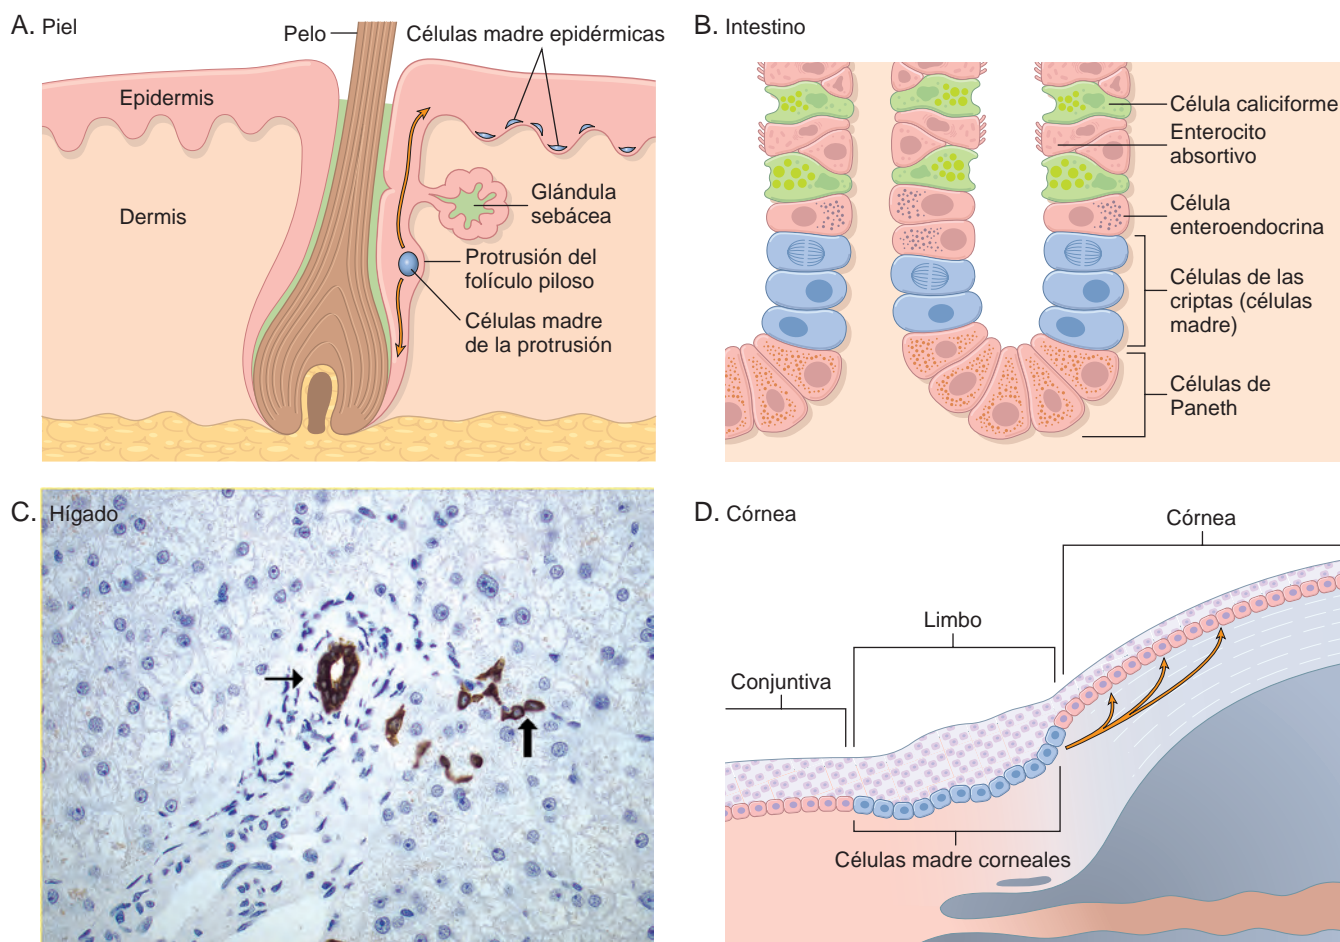 A. Piel
Pelo
Células madre epidérmicas
Epidermis
Dermis
Glándula
sebácea
Protrusión del
folículo piloso
Células madre
de la protrusión
B. Intestino
Célula caliciforme
Enterocito
absortivo
Célula
enteroendocrina
Células de las
criptas (células
madre)
Células de
Paneth
C. Hígado
D. Córnea
Córnea
Limbo
Conjuntiva
Células madre corneales